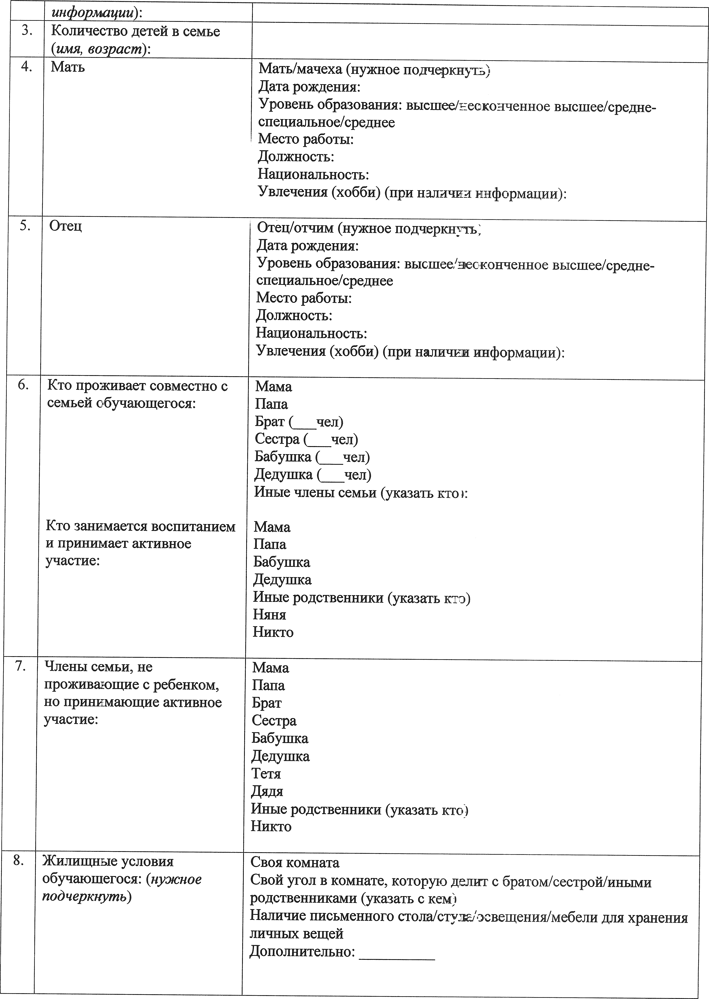 информации):
3. Количество детей в семье
(имя, возраст):
4. Мать
Мать/мачеха (нужное подчеркнуть)
Дата рождения:
Уровень образования: высшее/несконченное высшее/средне-
специальное/среднее
Место работы:
Должность:
Национальность:
Увлечения (хобби) (при наличии информации):
5. Отец
Отец/отчим (нужное подчеркнуть)
Дата рождения:
Уровень образования: высшее/несконченное высшее/средне-
специальное/среднее
Место работы:
Должность:
Национальность:
Увлечения (хобби) (при наличии информации):
6. Кто проживает совместно с
семьей обучающегося:
Мама
Папа
Брат (___чел)
Сестра (___чел)
Бабушка (___чел)
Дедушка (___чел)
Иные члены семьи (указать кто):
Кто занимается воспитанием
и принимает активное
участие:
Мама
Папа
Бабушка
Дедушка
Иные родственники (указать кто)
Няня
Никто
7. Члены семьи, не
проживающие с ребенком,
но принимающие активное
участие:
Мама
Папа
Брат
Сестра
Бабушка
Дедушка
Тетя
Дядя
Иные родственники (указать кто)
Никто
8. Жилищные условия
обучающегося: (нужное
подчеркнуть)
Своя комната
Свой угол в комнате, которую делит с братом/сестрой/иными
родственниками (указать с кем)
Наличие письменного стола/стула/освещения/мебели для хранения
личных вещей
Дополнительно: __________